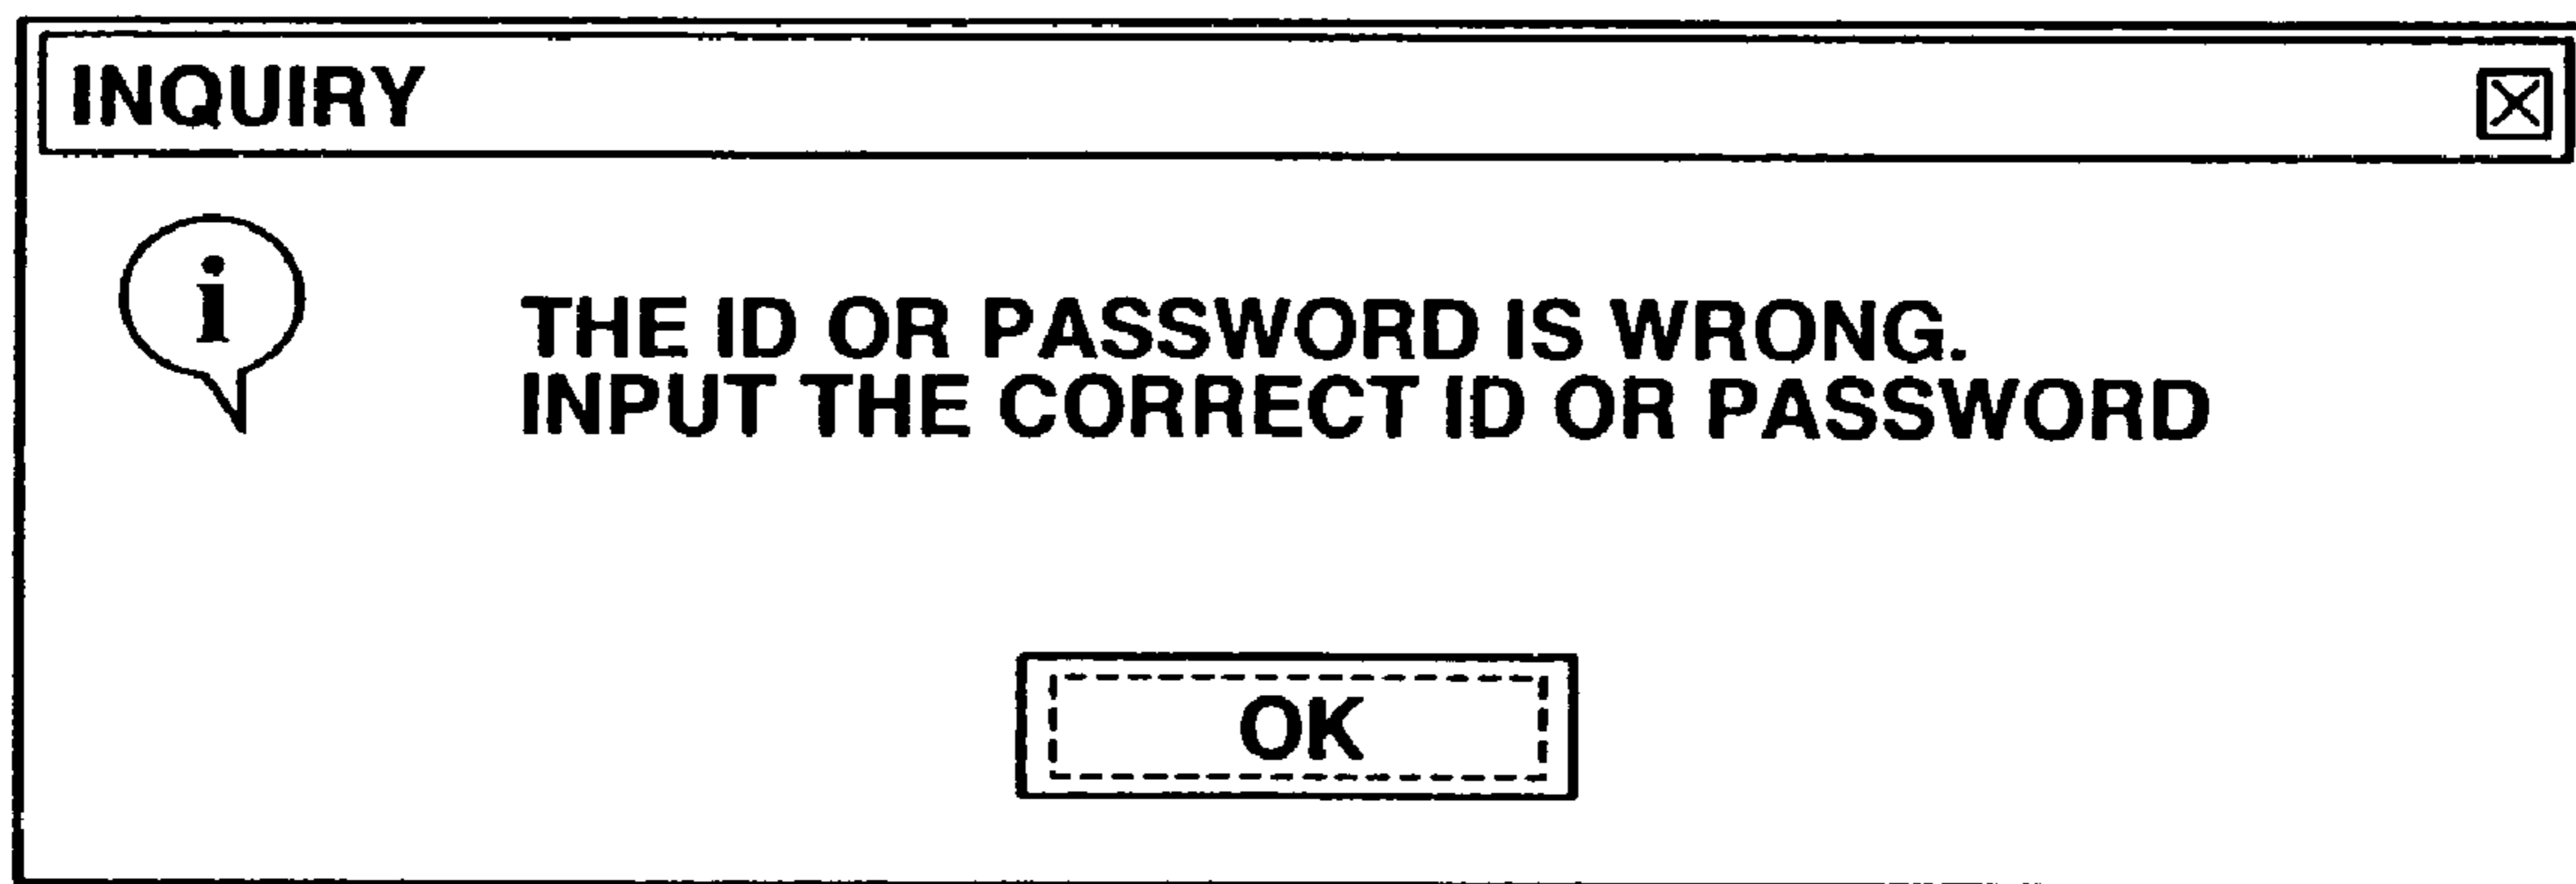 INQUIRY
i
THE ID OR PASSWORD IS WRONG.
INPUT THE CORRECT ID OR PASSWORD
OK